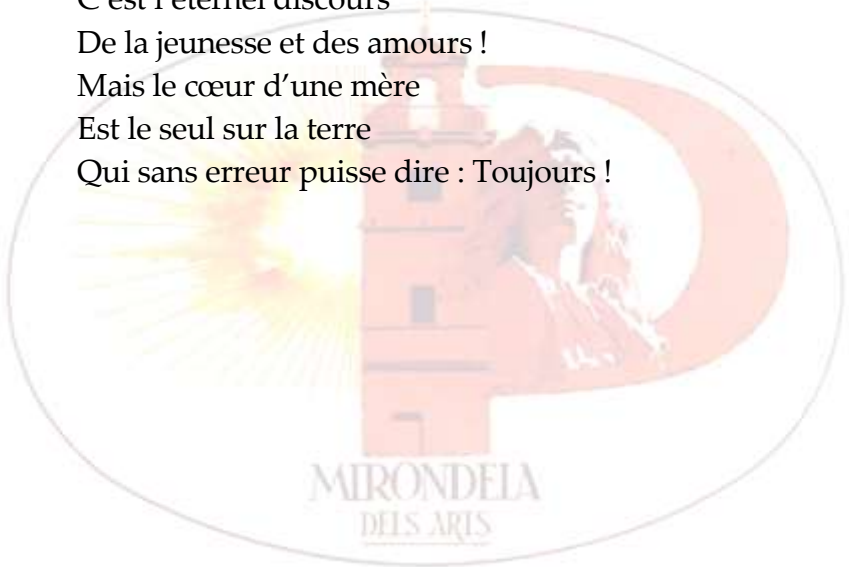 C'est l'éternel discours
De la jeunesse et des amours !
Mais le cœur d'une mère
Est le seul sur la terre
Qui sans erreur puisse dire : Toujours !
MIRONDELA
DELS ARTS